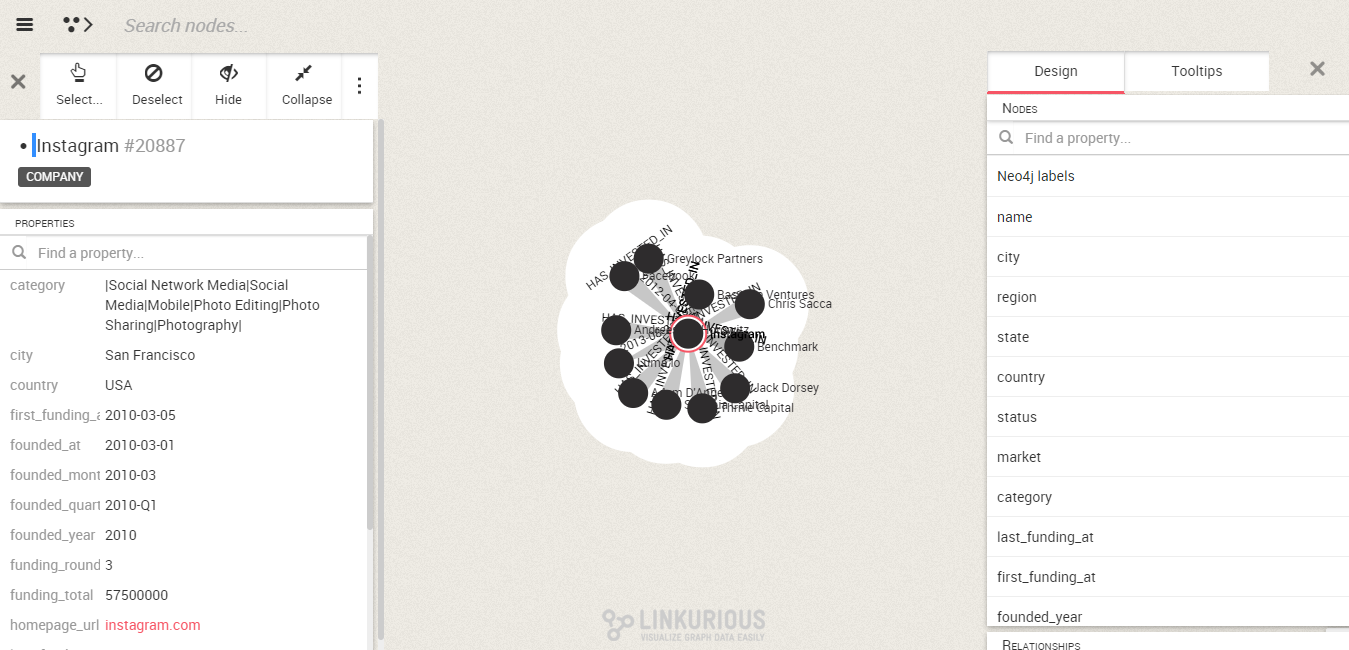 Search nodes...
Select...
Deselect
Hide
Collapse
• Instagram #20887
COMPANY
PROPERTIES
Find a property...
category |Social Network Media|Social
Media|Mobile|Photo Editing|Photo
Sharing|Photography|
city San Francisco
country USA
first_funding_a 2010-03-05
founded_at 2010-03-01
founded_mont 2010-03
founded_quart 2010-Q1
founded_year 2010
funding_round 3
funding_total 57500000
homepage_url instagram.com
HAS_INVESTED_IN
Greylock Partners
Facebook
Ventures
Chris Sacca
Instagram
Benchmark
Jack Dorsey
Capital
Thrive Capital
LINKURIOUS
VISUALIZE GRAPH DATA EASILY
Design
Tooltips
NODES
Find a property...
Neo4j labels
name
city
region
state
country
status
market
category
last_funding_at
first_funding_at
founded_year
RELATIONSHIPS